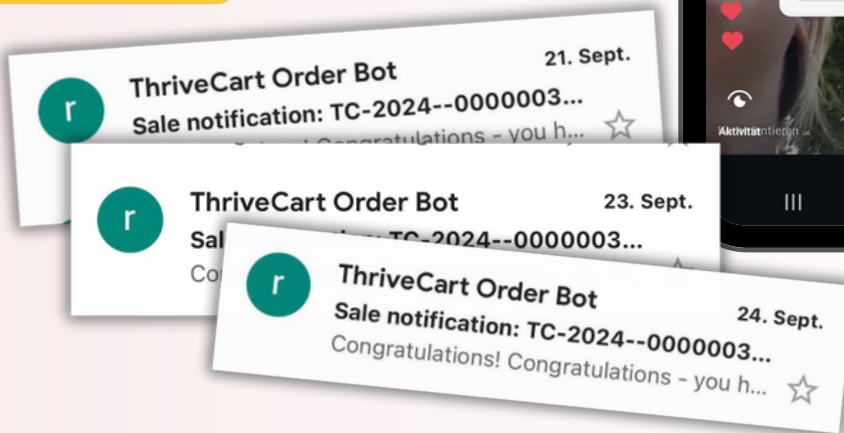 r
ThriveCart Order Bot
21. Sept.
Sale notification: TC-2024--0000003...
Congratulations - you h...
r
ThriveCart Order Bot
23. Sept.
Sal TC-2024--0000003...
Co
r
ThriveCart Order Bot
24. Sept.
Sale notification: TC-2024--0000003...
Congratulations! Congratulations - you h...
Aktivität